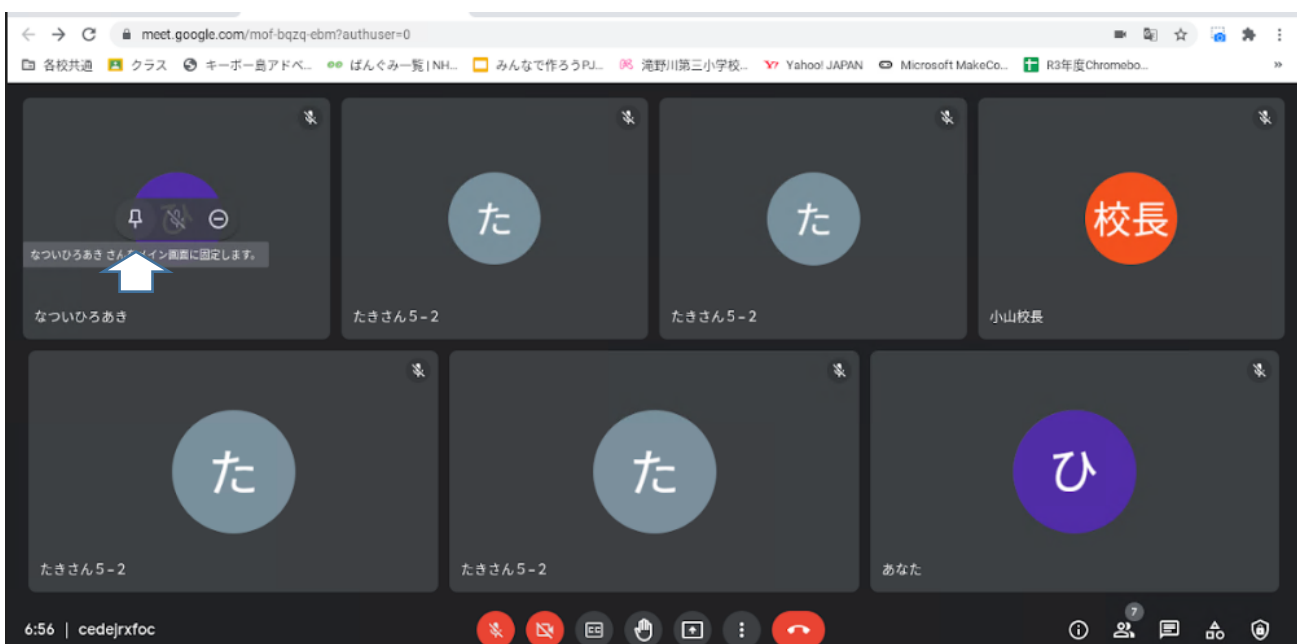 meet.google.com/mof-bqzq-ebm?authuser=0
各校共通 クラス キーボー島アドベ... ばんぐみ一覧 | NH... みんなで作ろうPJ... 滝野川第三小学校... Yahoo! JAPAN Microsoft MakeCo... R3年度Chromebo... »
た た 校長
なついひろあき さんをメイン画面に固定します。
なついひろあき たきさん5-2 たきさん5-2 小山校長
た た ひ
たきさん5-2 たきさん5-2 あなた
7
6:56 | cedejrxfoc